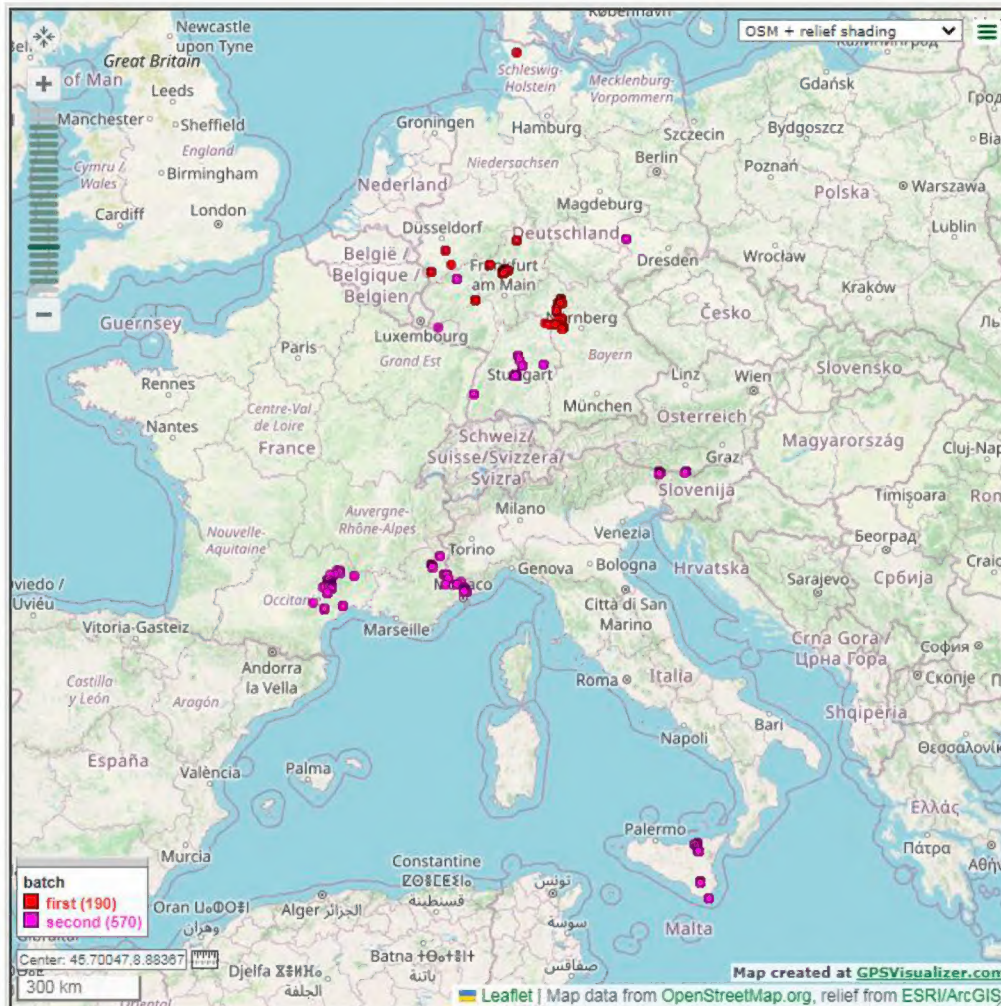 København
OSM + relief shading
Newcastle
upon Tyne
Great Britain
of Man
Leeds
Schleswig-
Holstein
Mecklenburg-
Vorpommern
Gdańsk
Manchester
Sheffield
Groningen
Hamburg
Szczecin
Bydgoszcz
England
Cymru /
Wales
Birmingham
Niedersachsen
Berlin
Poznań
Nederland
Polska
Warszawa
Cardiff
London
Magdeburg
Düsseldorf
Deutschland
Lublin
België /
Belgique /
Belgien
Frankfurt
am Main
Dresden
Wrocław
Kraków
Guernsey
Luxembourg
Nürnberg
Česko
Paris
Grand Est
Bayern
Rennes
Stuttgart
Slovensko
Linz
Wien
Nantes
Centre-Val
de Loire
München
France
Schweiz/
Suisse/Svizzera/
Svizra
Österreich
Magyarország
Graz
Cluj-Nap
Slovenija
Auvergne-
Rhône-Alpes
Milano
Timișoara
Nouvelle-
Aquitaine
Torino
Venezia
Hrvatska
Београд
Oviedo /
Uviéu
Genova
Bologna
Monaco
Sarajevo
Србија
Occitanie
Città di San
Marino
Vitoria-Gasteiz
Marseille
Crna Gora /
Црна Гора
София
Andorra
la Vella
Castilla
y León
Aragón
Roma
Italia
Скопје
Shqipëria
Bari
Napoli
España
Palma
València
Θεσσαλονίκ
Ελλάς
Palermo
Πάτρα
Murcia
Constantine
batch
first (190)
second (570)
Oran
Alger الجزائر
تونس
سوسة
Malta
Center: 45.70047,8.88367
Batna
باتنة
صفاقس
Djelfa
الجلفة
300 km
Map created at GPSVisualizer.com
Leaflet | Map data from OpenStreetMap.org, relief from ESRI/ArcGIS